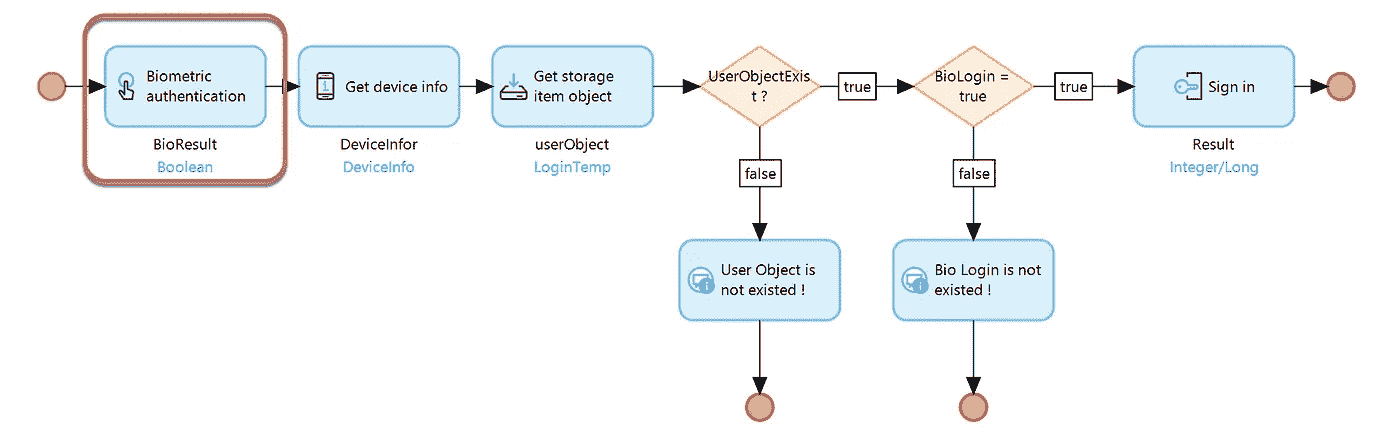 Biometric
authentication
BioResult
Boolean
Get device info
DeviceInfor
DeviceInfo
Get storage
item object
userObject
LoginTemp
UserObjectExis
t ?
true
false
User Object is
not existed !
BioLogin =
true
true
false
Bio Login is not
existed !
Sign in
Result
Integer/Long